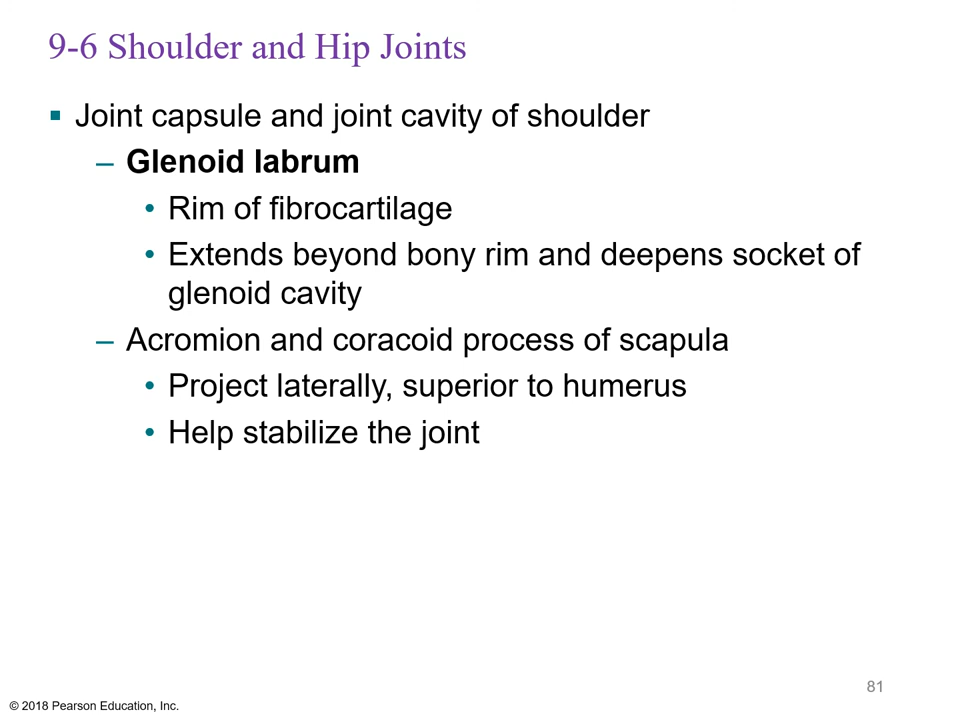 9-6 Shoulder and Hip Joints
▪ Joint capsule and joint cavity of shoulder
– Glenoid labrum
• Rim of fibrocartilage
• Extends beyond bony rim and deepens socket of
glenoid cavity
– Acromion and coracoid process of scapula
• Project laterally, superior to humerus
• Help stabilize the joint
81
© 2018 Pearson Education, Inc.